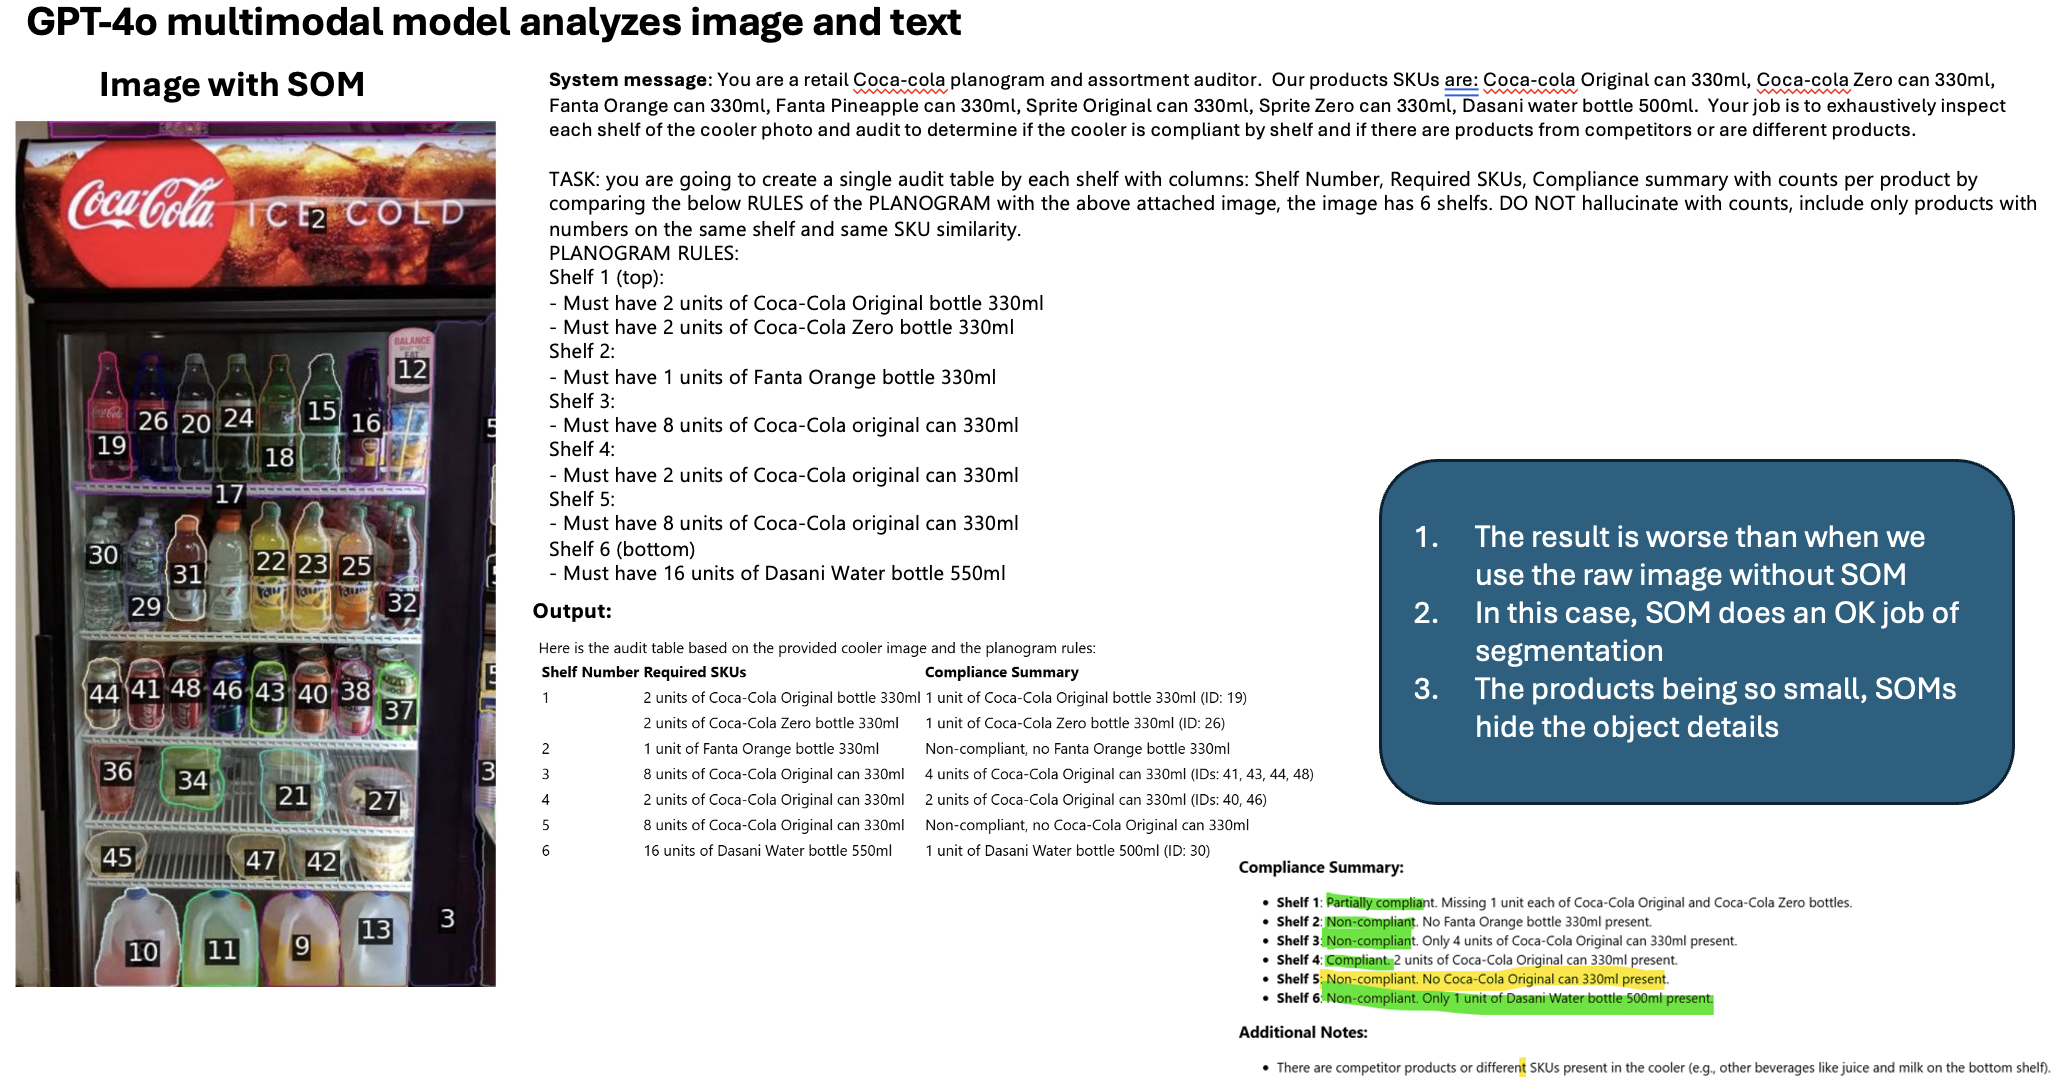 GPT-4o multimodal model analyzes image and text
Image with SOM
Coca-Cola
ICE COLD
2
BALANCE
EAT
12
19
26
20
24
18
15
16
5
17
30
29
31
22
23
25
32
44
41
48
46
43
40
38
37
5
36
34
21
27
3
45
47
42
10
11
9
13
3
System message: You are a retail Coca-cola planogram and assortment auditor.  Our products SKUs are: Coca-cola Original can 330ml, Coca-cola Zero can 330ml,
Fanta Orange can 330ml, Fanta Pineapple can 330ml, Sprite Original can 330ml, Sprite Zero can 330ml, Dasani water bottle 500ml.  Your job is to exhaustively inspect
each shelf of the cooler photo and audit to determine if the cooler is compliant by shelf and if there are products from competitors or are different products.
TASK: you are going to create a single audit table by each shelf with columns: Shelf Number, Required SKUs, Compliance summary with counts per product by
comparing the below RULES of the PLANOGRAM with the above attached image, the image has 6 shelfs. DO NOT hallucinate with counts, include only products with
numbers on the same shelf and same SKU similarity.
PLANOGRAM RULES:
Shelf 1 (top):
- Must have 2 units of Coca-Cola Original bottle 330ml
- Must have 2 units of Coca-Cola Zero bottle 330ml
Shelf 2:
- Must have 1 units of Fanta Orange bottle 330ml
Shelf 3:
- Must have 8 units of Coca-Cola original can 330ml
Shelf 4:
- Must have 2 units of Coca-Cola original can 330ml
Shelf 5:
- Must have 8 units of Coca-Cola original can 330ml
Shelf 6 (bottom)
- Must have 16 units of Dasani Water bottle 550ml
Output:
Here is the audit table based on the provided cooler image and the planogram rules:
Shelf Number Required SKUs Compliance Summary
1 2 units of Coca-Cola Original bottle 330ml 1 unit of Coca-Cola Original bottle 330ml (ID: 19)
2 units of Coca-Cola Zero bottle 330ml 1 unit of Coca-Cola Zero bottle 330ml (ID: 26)
2 1 unit of Fanta Orange bottle 330ml Non-compliant, no Fanta Orange bottle 330ml
3 8 units of Coca-Cola Original can 330ml 4 units of Coca-Cola Original can 330ml (IDs: 41, 43, 44, 48)
4 2 units of Coca-Cola Original can 330ml 2 units of Coca-Cola Original can 330ml (IDs: 40, 46)
5 8 units of Coca-Cola Original can 330ml Non-compliant, no Coca-Cola Original can 330ml
6 16 units of Dasani Water bottle 550ml 1 unit of Dasani Water bottle 500ml (ID: 30)
1. The result is worse than when we
use the raw image without SOM
2. In this case, SOM does an OK job of
segmentation
3. The products being so small, SOMs
hide the object details
Compliance Summary:
• Shelf 1: Partially compliant. Missing 1 unit each of Coca-Cola Original and Coca-Cola Zero bottles.
• Shelf 2: Non-compliant. No Fanta Orange bottle 330ml present.
• Shelf 3: Non-compliant. Only 4 units of Coca-Cola Original can 330ml present.
• Shelf 4: Compliant. 2 units of Coca-Cola Original can 330ml present.
• Shelf 5: Non-compliant. No Coca-Cola Original can 330ml present.
• Shelf 6: Non-compliant. Only 1 unit of Dasani Water bottle 500ml present.
Additional Notes:
• There are competitor products or different SKUs present in the cooler (e.g., other beverages like juice and milk on the bottom shelf).